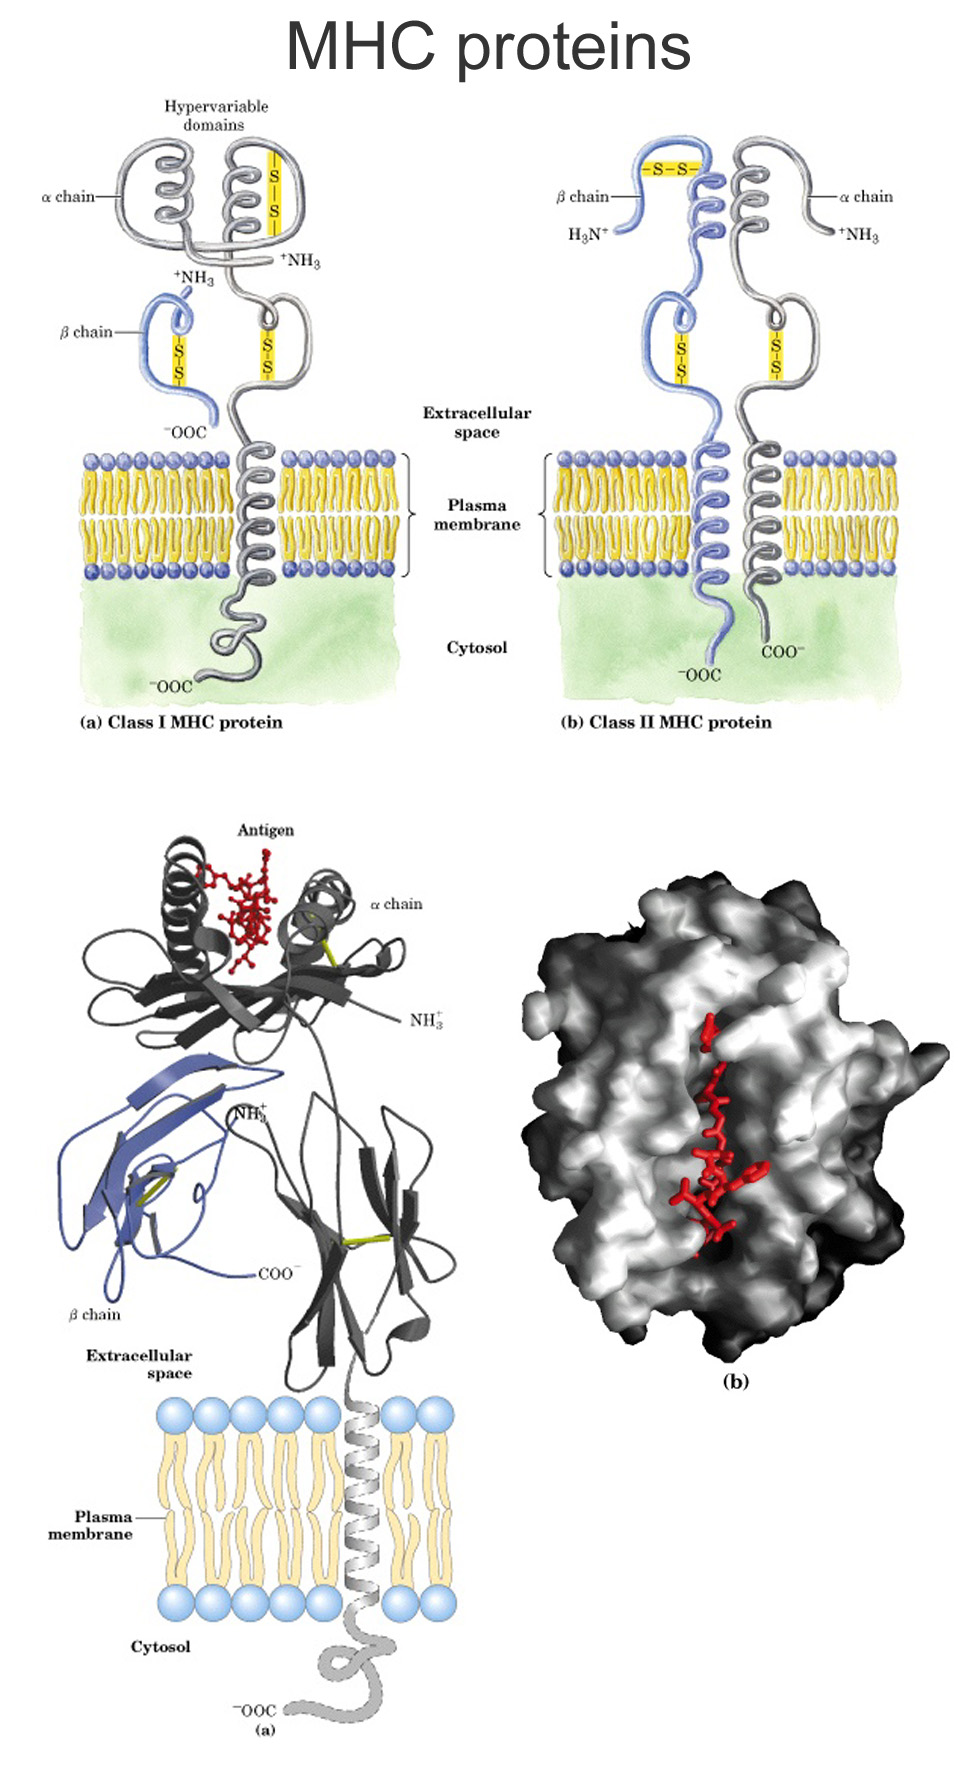 MHC proteins
Hypervariable
domains
α chain
S
S
⁺NH₃
⁺NH₃
β chain
S
S
S
S
⁻OOC
Extracellular
space
Plasma
membrane
Cytosol
⁻OOC
(a) Class I MHC protein
S–S
β chain
α chain
H₃N⁺
⁺NH₃
S
S
S
S
COO⁻
⁻OOC
(b) Class II MHC protein
Antigen
α chain
NH₃⁺
NH₃⁺
COO⁻
β chain
Extracellular
space
Plasma
membrane
Cytosol
⁻OOC
(a)
(b)